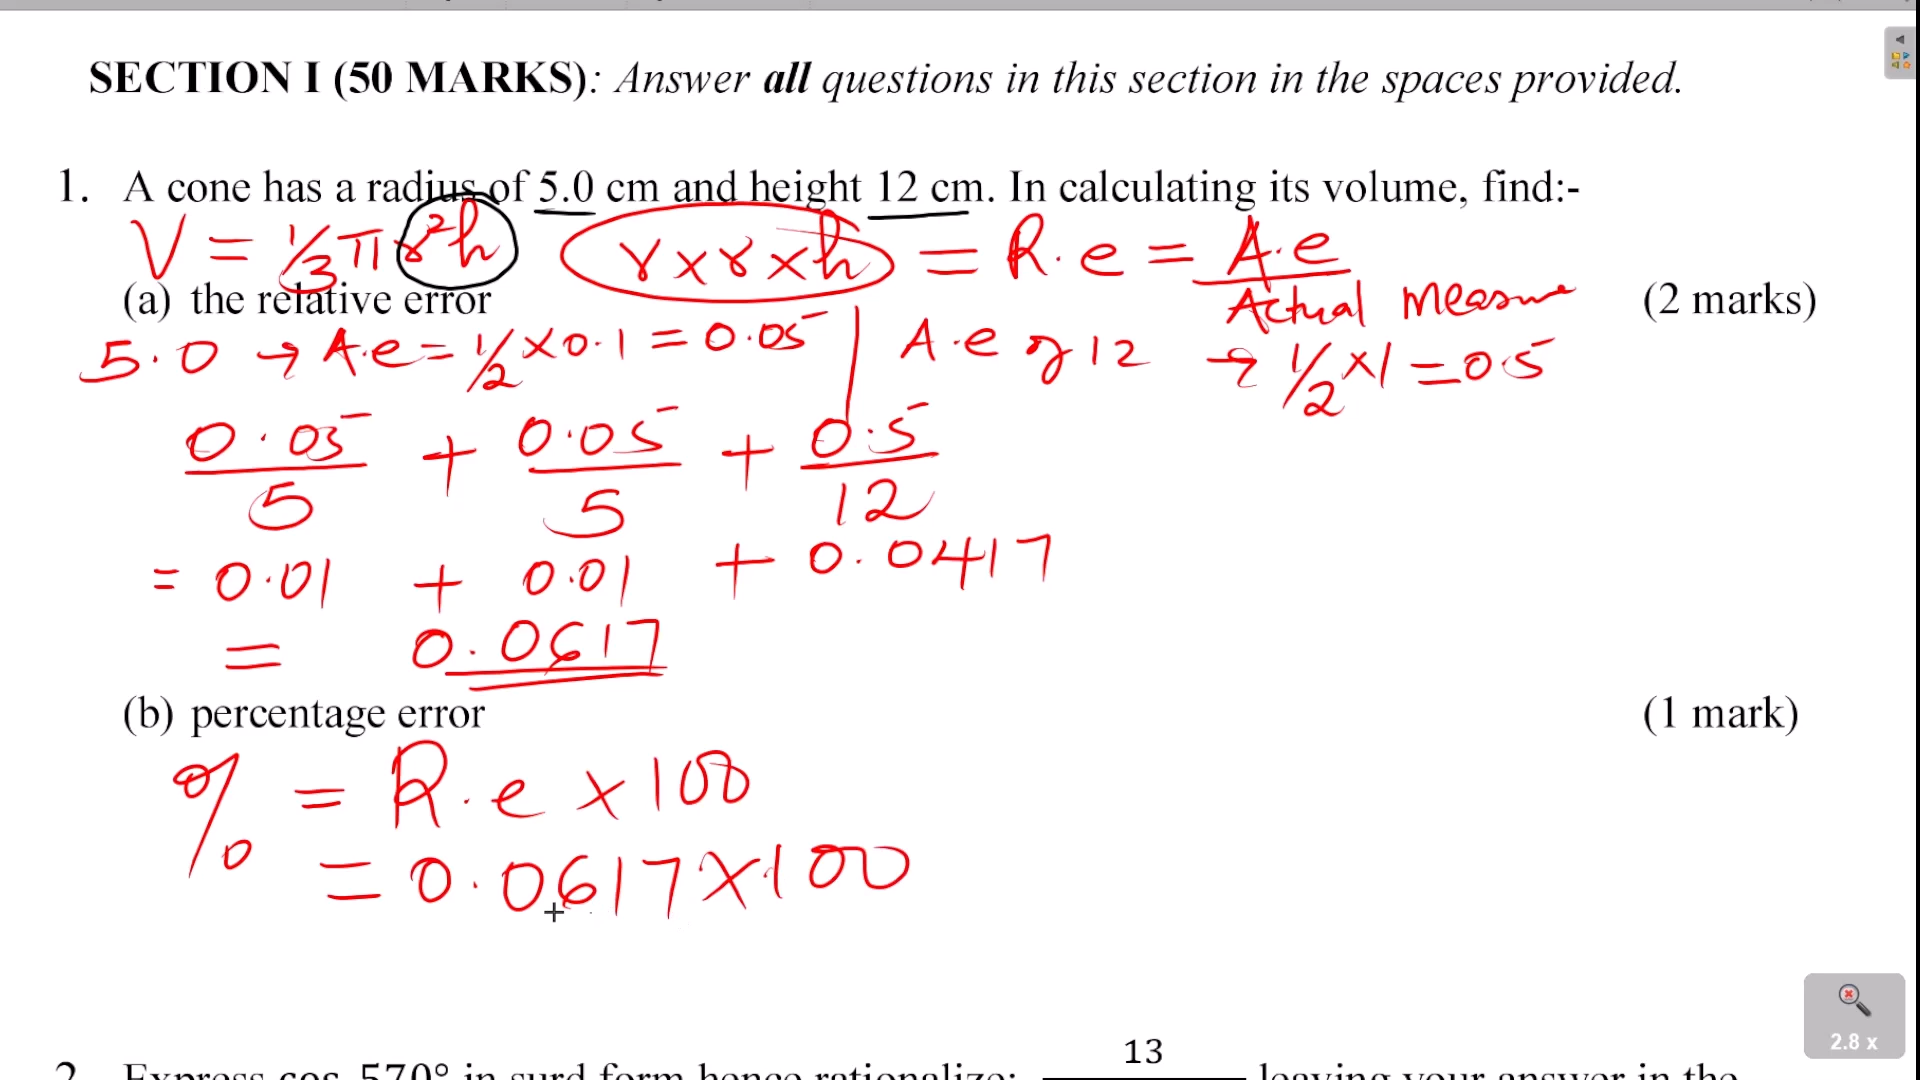 SECTION I (50 MARKS): Answer all questions in this section in the spaces provided.
1. A cone has a radius of 5.0 cm and height 12 cm. In calculating its volume, find:-
V = 1/3 π r²h r×r×h = R.e = A.e / Actual measure
(a) the relative error (2 marks)
5.0 → A.e = 1/2 × 0.1 = 0.05 | A.e of 12 → 1/2 × 1 = 0.5
0.05/5 + 0.05/5 + 0.5/12
= 0.01 + 0.01 + 0.0417
= 0.0617
(b) percentage error (1 mark)
% = R.e × 100
= 0.0617 × 100
2. Express cos 570° in surd form hence rationalize: 13 leaving your answer in the
2.8 x